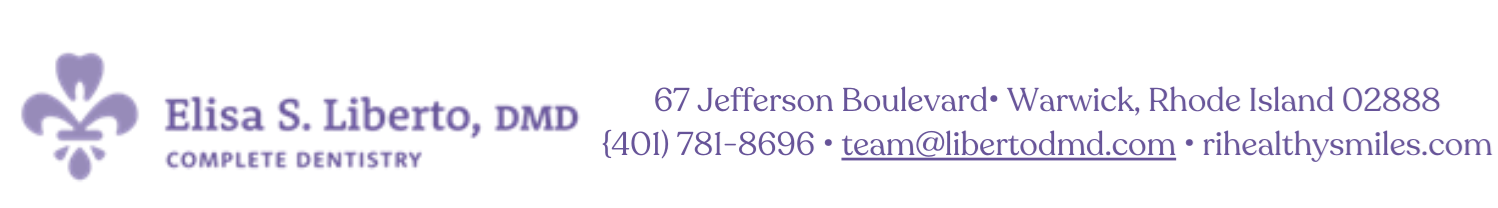 Elisa S. Liberto, DMD
COMPLETE DENTISTRY
67 Jefferson Boulevard• Warwick, Rhode Island 02888
{401) 781-8696 • team@libertodmd.com • rihealthysmiles.com